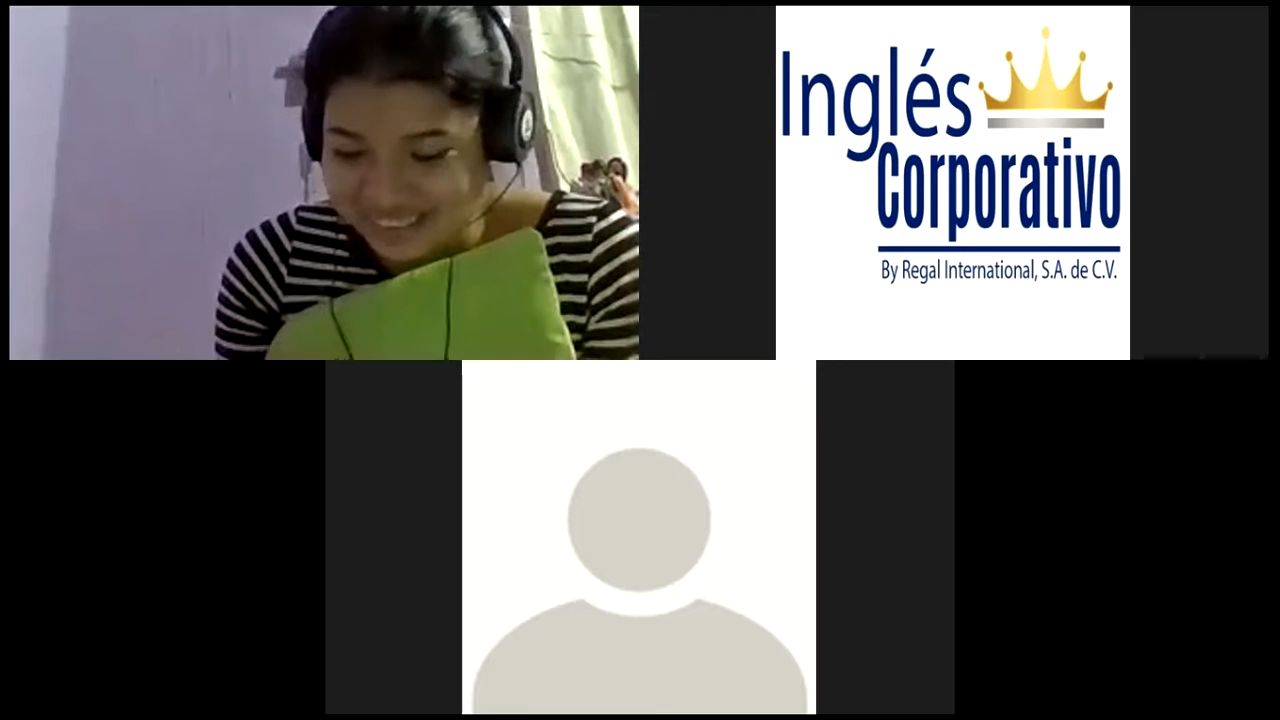 Inglés
Corporativo
By Regal International, S.A. de C.V.